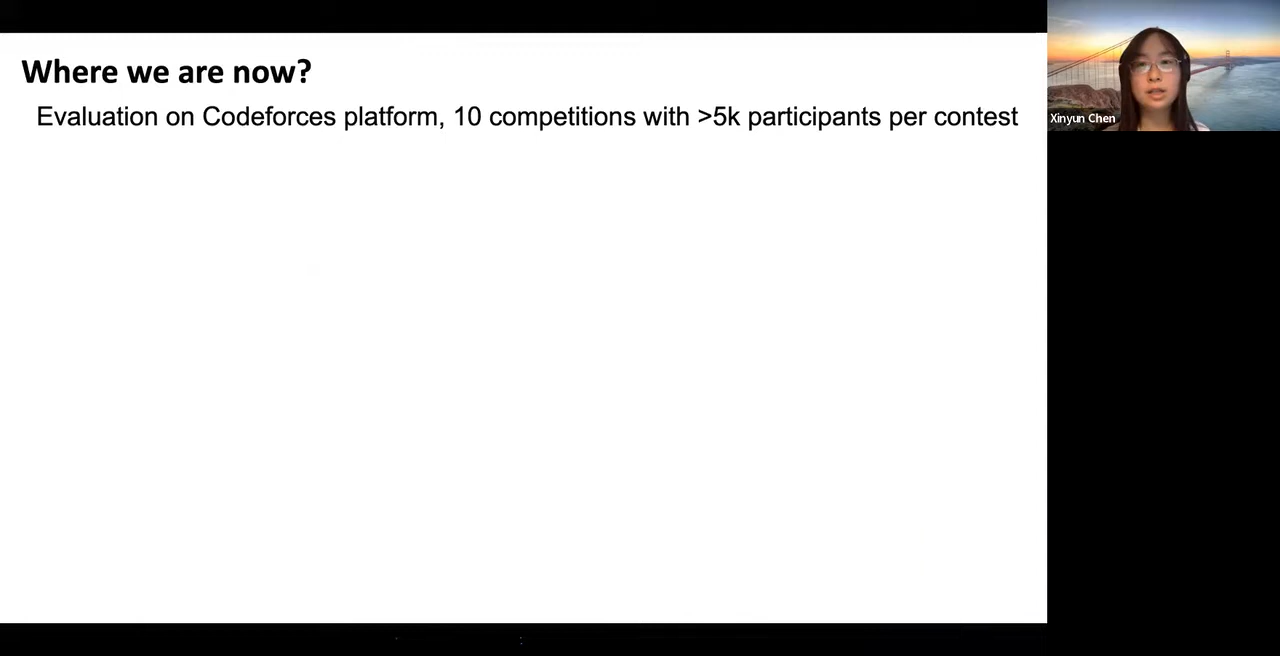 Where we are now?
Evaluation on Codeforces platform, 10 competitions with >5k participants per contest
Xinyun Chen